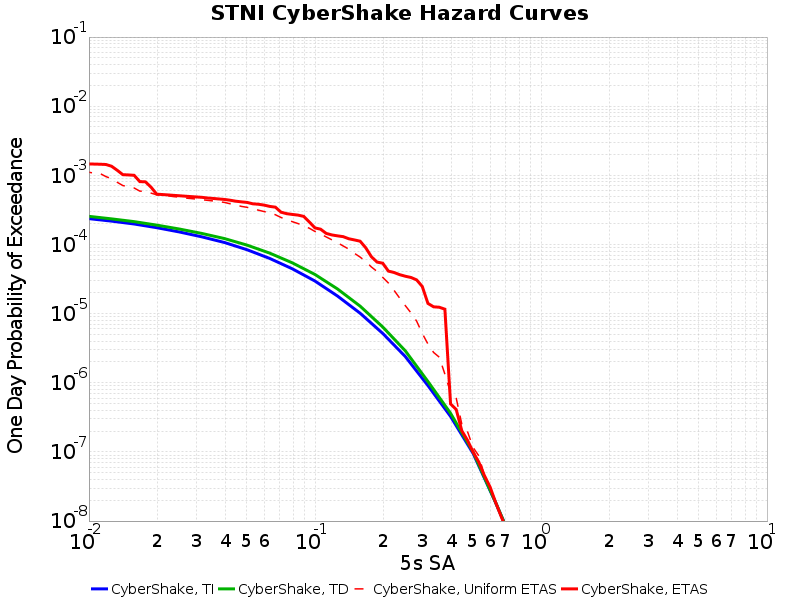 STNI CyberShake Hazard Curves
One Day Probability of Exceedance
10-1
10-2
10-3
10-4
10-5
10-6
10-7
10-8
10-2 2 3 4 5 6 10-1 2 3 4 5 6 7 100 2 3 4 5 6 7 101
5s SA
CyberShake, TI CyberShake, TD CyberShake, Uniform ETAS CyberShake, ETAS